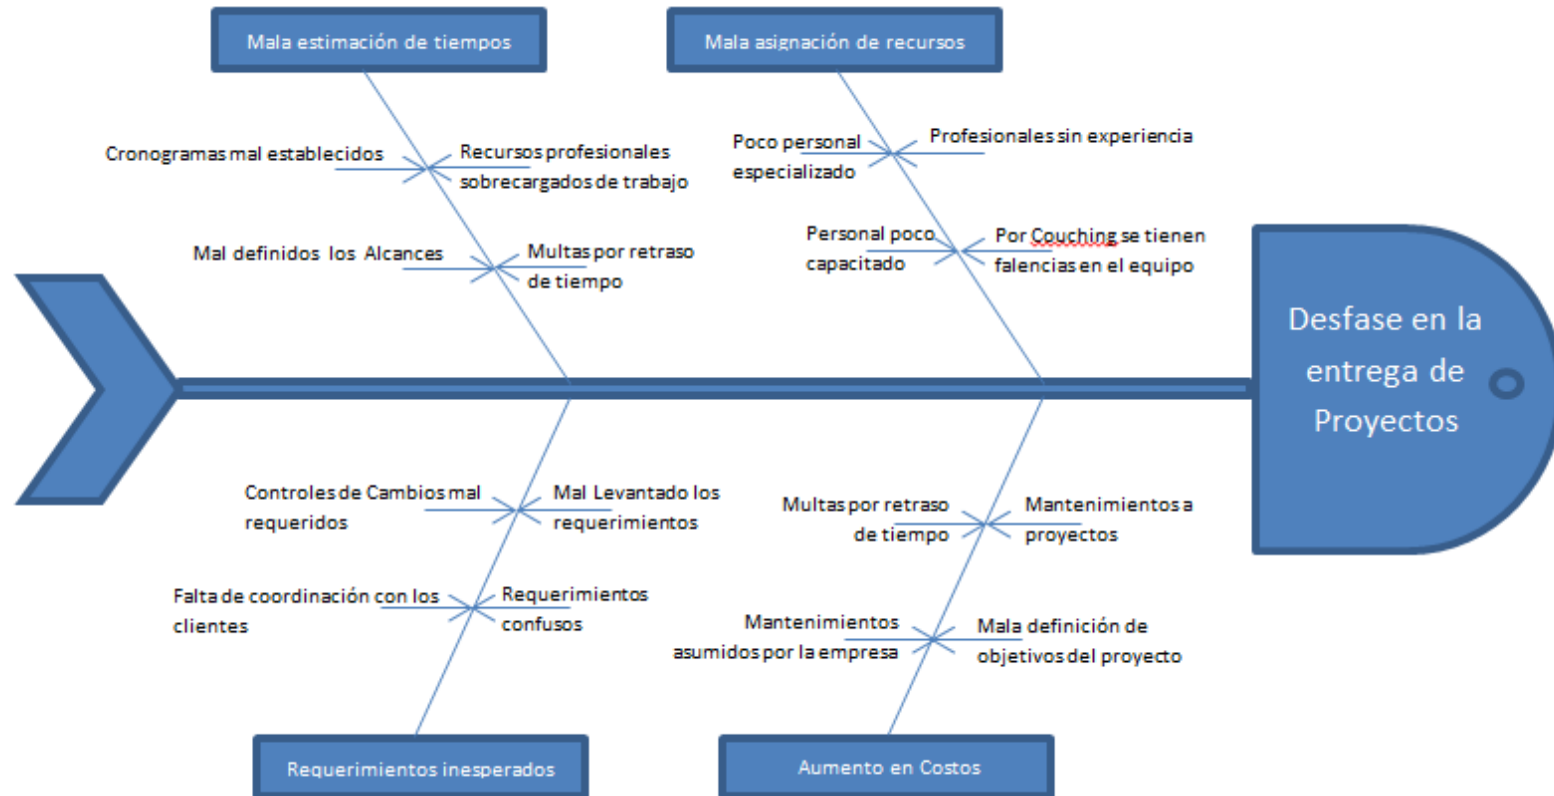 Mala estimación de tiempos
Mala asignación de recursos
Cronogramas mal establecidos
Recursos profesionales
sobrecargados de trabajo
Mal definidos los Alcances
Multas por retraso
de tiempo
Poco personal
especializado
Profesionales sin experiencia
Personal poco
capacitado
Por Couching se tienen
falencias en el equipo
Desfase en la
entrega de
Proyectos
Controles de Cambios mal
requeridos
Mal Levantado los
requerimientos
Falta de coordinación con los
clientes
Requerimientos
confusos
Multas por retraso
de tiempo
Mantenimientos a
proyectos
Mantenimientos
asumidos por la empresa
Mala definición de
objetivos del proyecto
Requerimientos inesperados
Aumento en Costos